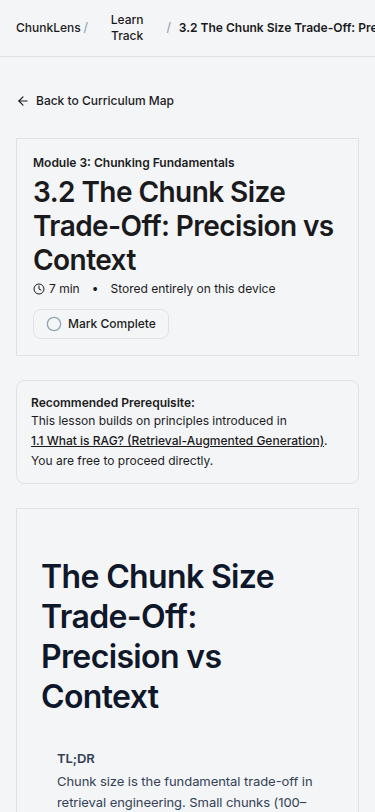 ChunkLens / Learn Track / 3.2 The Chunk Size Trade-Off: Pre
Back to Curriculum Map
Module 3: Chunking Fundamentals
3.2 The Chunk Size
Trade-Off: Precision vs
Context
7 min • Stored entirely on this device
Mark Complete
Recommended Prerequisite:
This lesson builds on principles introduced in
1.1 What is RAG? (Retrieval-Augmented Generation).
You are free to proceed directly.
The Chunk Size
Trade-Off:
Precision vs
Context
TL;DR
Chunk size is the fundamental trade-off in
retrieval engineering. Small chunks (100–